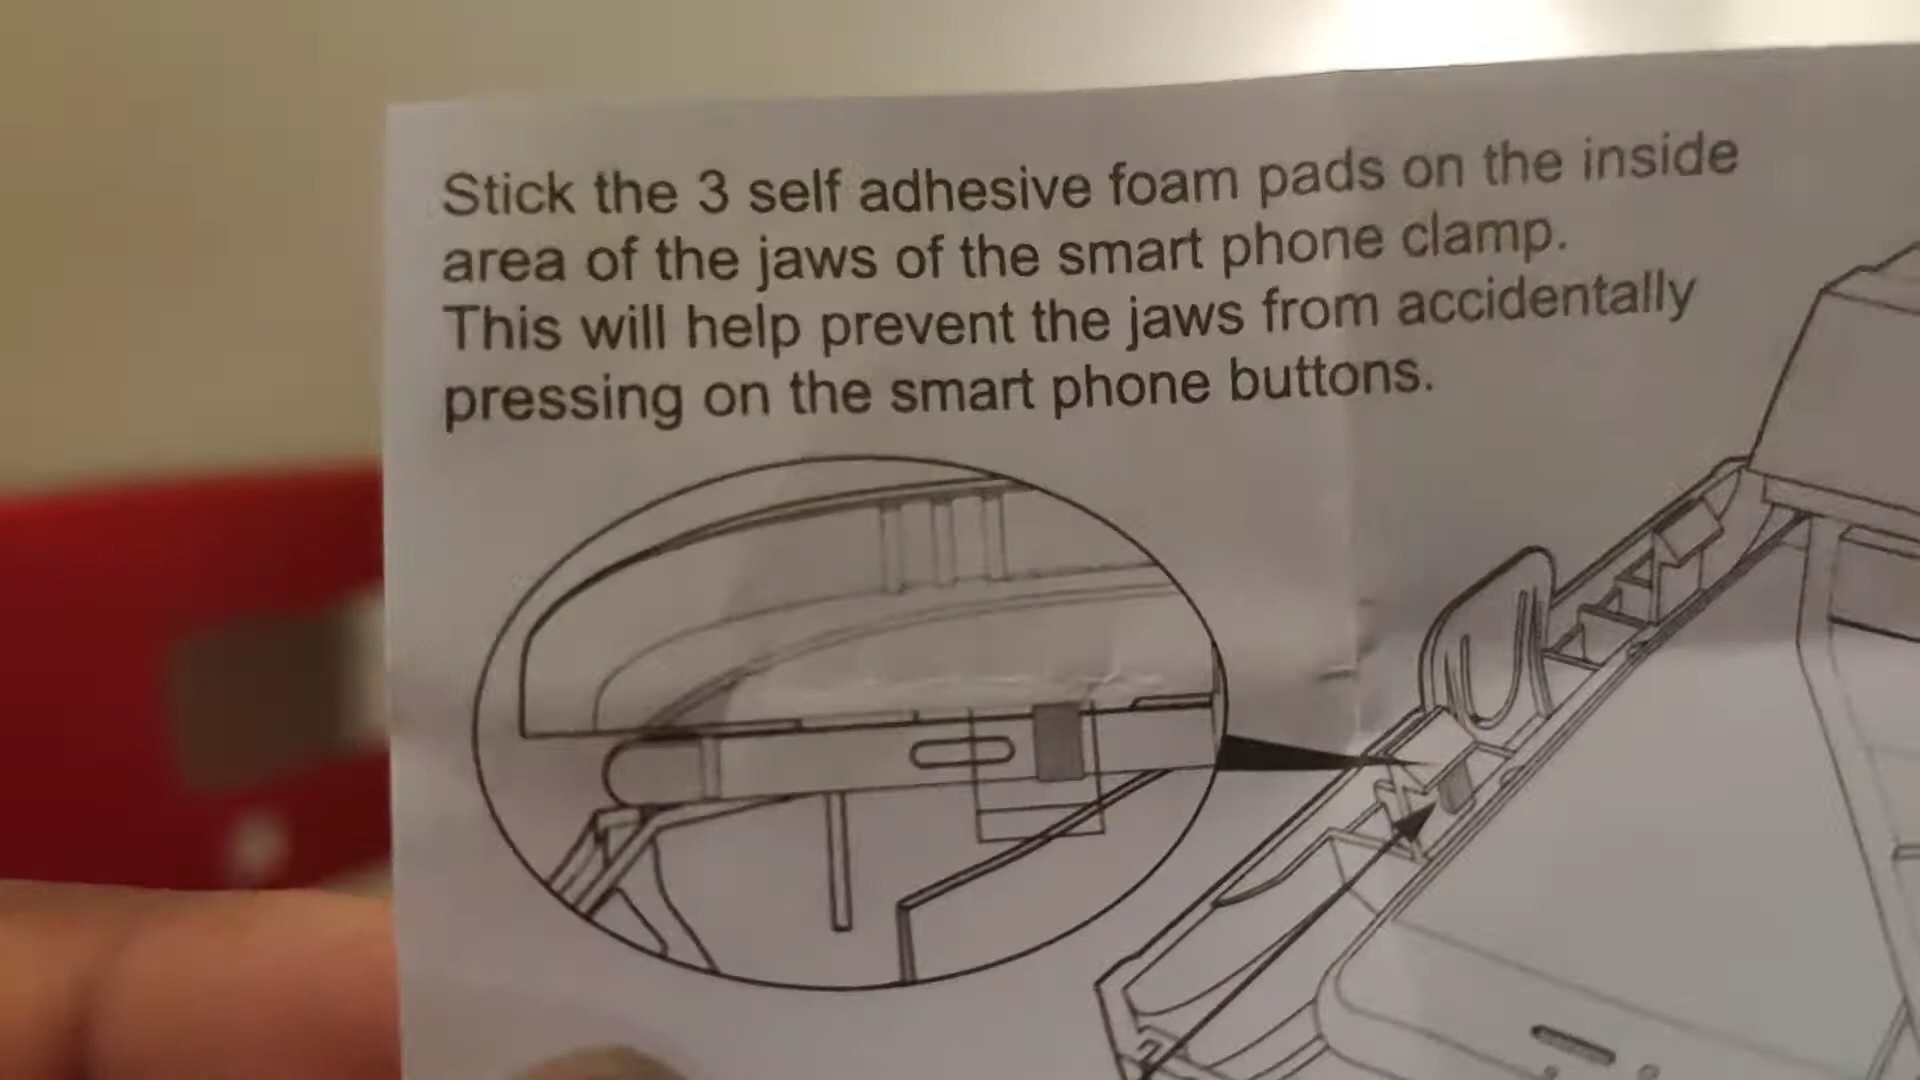 Stick the 3 self adhesive foam pads on the inside
area of the jaws of the smart phone clamp.
This will help prevent the jaws from accidentally
pressing on the smart phone buttons.